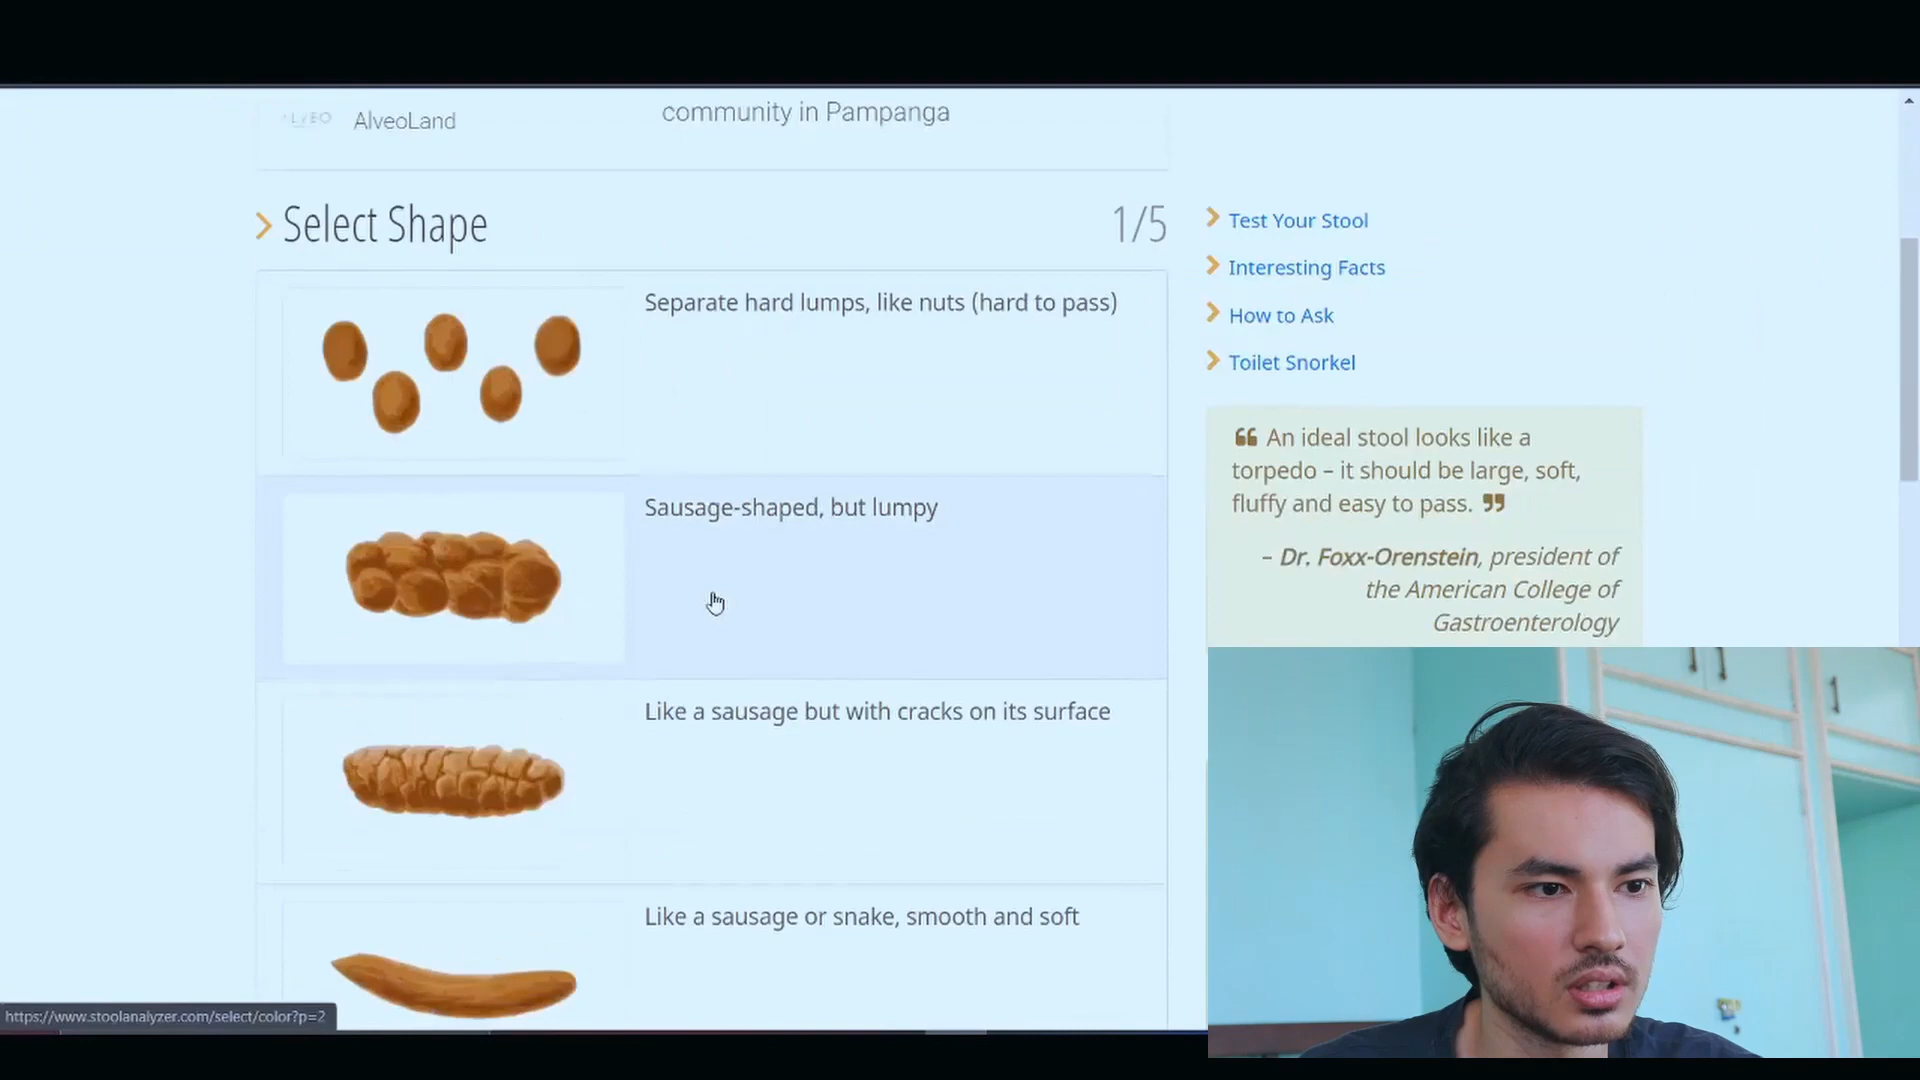 community in Pampanga
ALVEO AlveoLand
Select Shape 1/5
Separate hard lumps, like nuts (hard to pass)
Sausage-shaped, but lumpy
Like a sausage but with cracks on its surface
Like a sausage or snake, smooth and soft
Test Your Stool
Interesting Facts
How to Ask
Toilet Snorkel
❝ An ideal stool looks like a
torpedo – it should be large, soft,
fluffy and easy to pass. ❞
– Dr. Foxx-Orenstein, president of
the American College of
Gastroenterology
https://www.stoolanalyzer.com/select/color?p=2